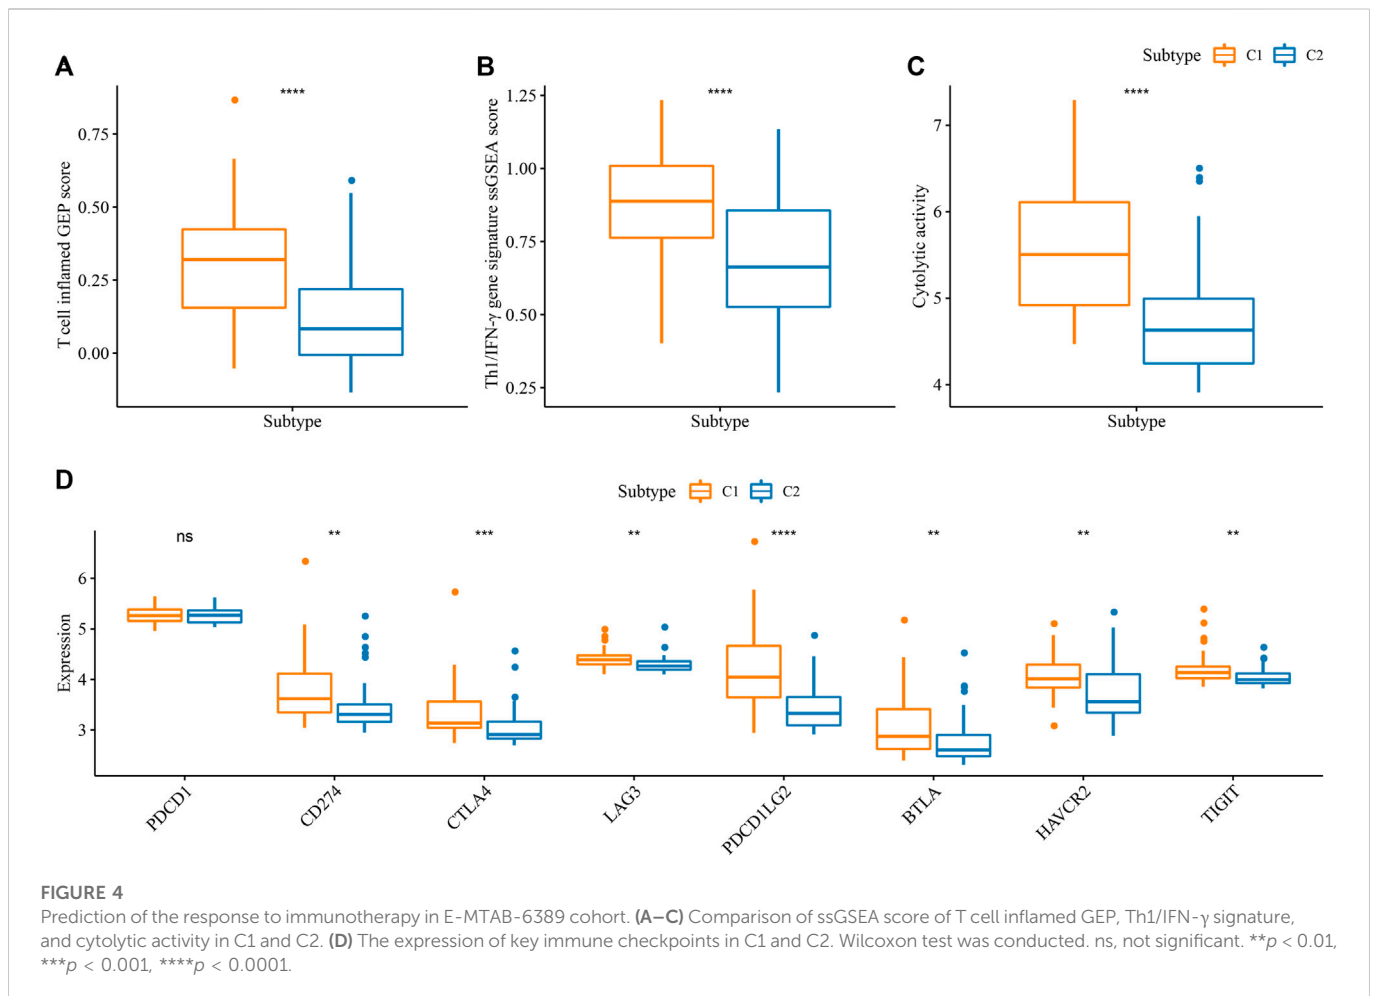 Subtype C1 C2
A
****
T cell inflamed GEP score
0.75
0.50
0.25
0.00
Subtype
B
****
Th1/IFN-γ gene signature ssGSEA score
1.25
1.00
0.75
0.50
0.25
Subtype
C
****
Cytolytic activity
7
6
5
4
Subtype
D
Subtype C1 C2
ns ** *** ** **** ** ** **
Expression
6
5
4
3
PDCD1
CD274
CTLA4
LAG3
PDCD1LG2
BTLA
HAVCR2
TIGIT
FIGURE 4
Prediction of the response to immunotherapy in E-MTAB-6389 cohort. (A–C) Comparison of ssGSEA score of T cell inflamed GEP, Th1/IFN-γ signature,
and cytolytic activity in C1 and C2. (D) The expression of key immune checkpoints in C1 and C2. Wilcoxon test was conducted. ns, not significant. **p < 0.01,
***p < 0.001, ****p < 0.0001.